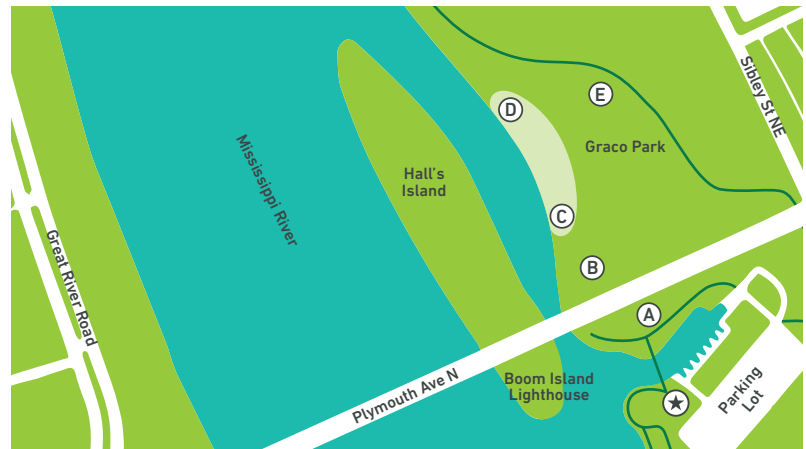 Sibley St NE
D
E
Graco Park
Mississippi River
Hall's
Island
C
Great River Road
B
A
Plymouth Ave N
Boom Island
Lighthouse
Parking
Lot